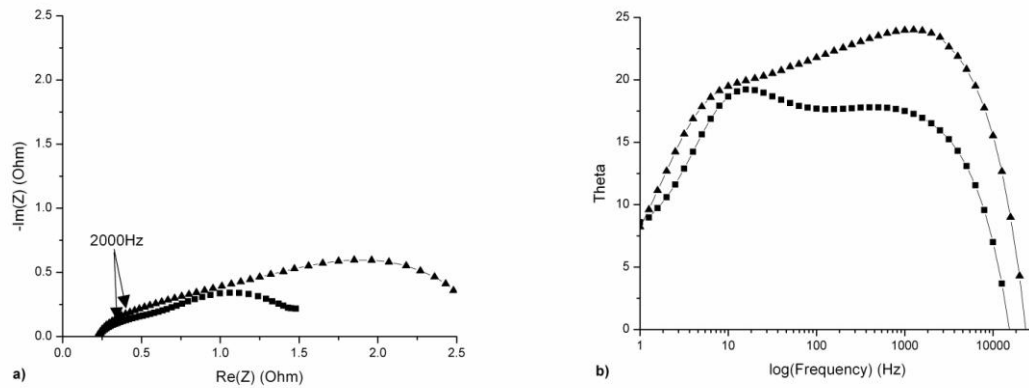 2.5
2.0
1.5
1.0
0.5
0.0
-Im(Z) (Ohm)
2000Hz
0.0 0.5 1.0 1.5 2.0 2.5
Re(Z) (Ohm)
a)
25
20
15
10
5
0
Theta
1 10 100 1000 10000
log(Frequency) (Hz)
b)